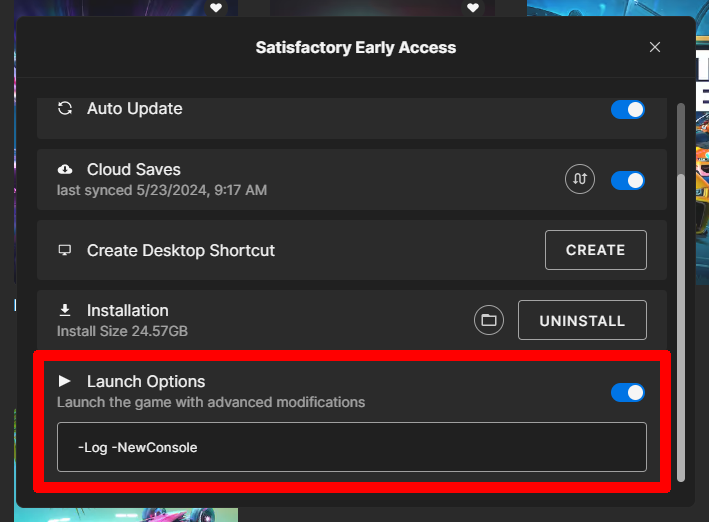 Satisfactory Early Access
Auto Update
Cloud Saves
last synced 5/23/2024, 9:17 AM
Create Desktop Shortcut
CREATE
Installation
Install Size 24.57GB
UNINSTALL
Launch Options
Launch the game with advanced modifications
-Log -NewConsole